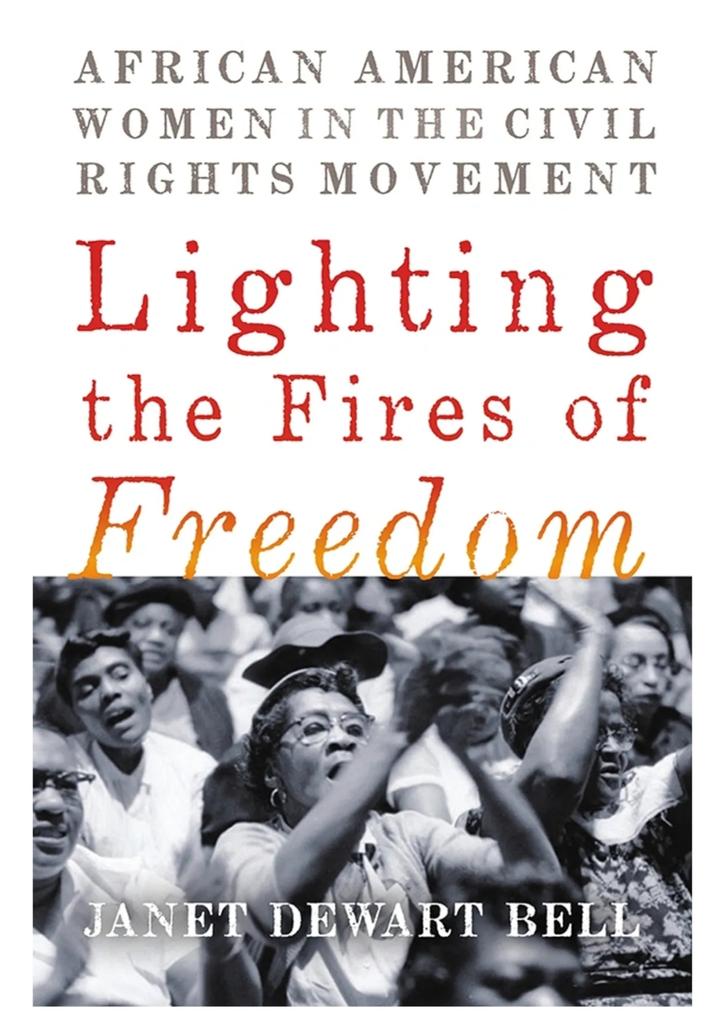 AFRICAN AMERICAN
WOMEN IN THE CIVIL
RIGHTS MOVEMENT
Lighting
the Fires of
Freedom
JANET DEWART BELL